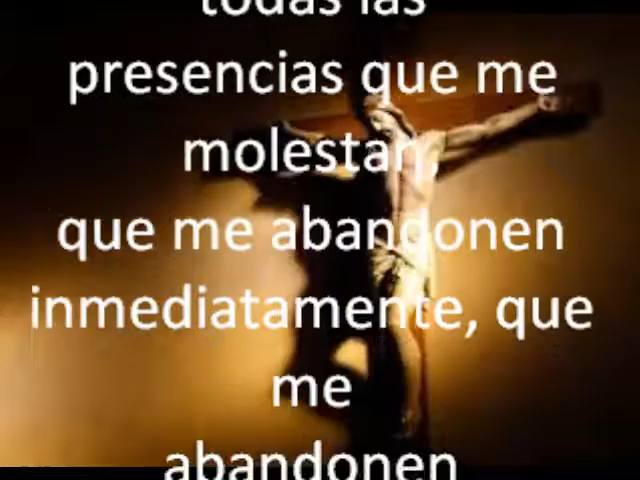 todas las
presencias que me
molestan,
que me abandonen
inmediatamente, que
me
abandonen